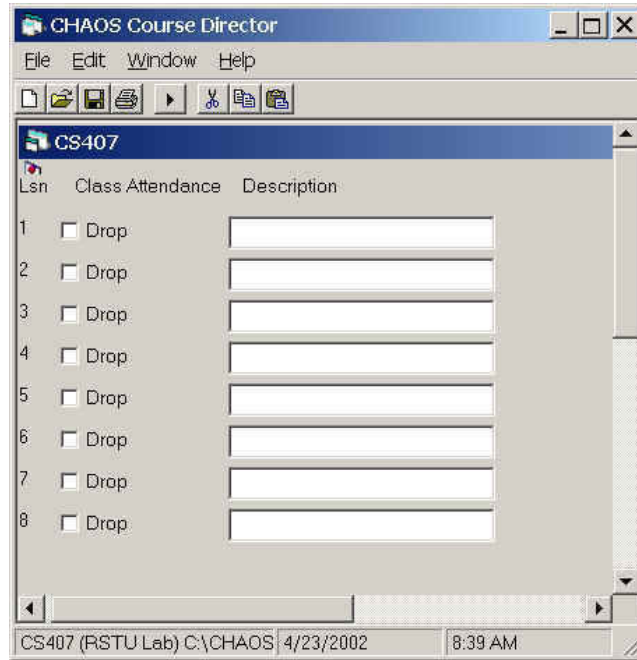 CHAOS Course Director
File Edit Window Help
CS407
Lsn Class Attendance Description
1 Drop
2 Drop
3 Drop
4 Drop
5 Drop
6 Drop
7 Drop
8 Drop
CS407 (RSTU Lab) C:\CHAOS 4/23/2002 8:39 AM